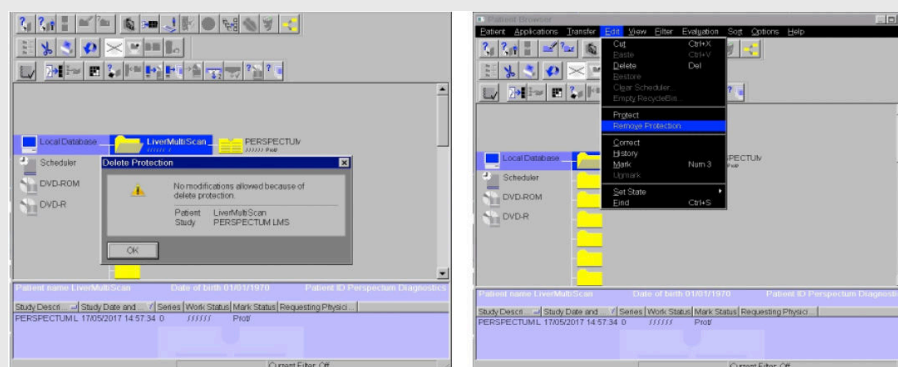 Local Database
LiverMultiScan
PERSPECTUM
////// /
////// Prot/
Scheduler
DVD-ROM
DVD-R
Delete Protection
No modifications allowed because of
delete protection.
Patient LiverMultiScan
Study PERSPECTUM LMS
OK
Patient name LiverMultiScan Date of birth 01/01/1970 Patient ID Perspectum Diagnostics
Study Descri... Study Date and Series Work Status Mark Status Requesting Physici...
PERSPECTUM L 17/05/2017 14:57:34 0 ////// Prot/
Current Filter: Off
Patient Browser
Patient Applications Transfer Edit View Filter Evaluation Sort Options Help
Cut Ctrl+X
Paste Ctrl+V
Delete Del
Restore
Clear Scheduler...
Empty RecycleBin...
Protect
Remove Protection
Correct
History
Mark Num 3
Unmark
Set State
Find Ctrl+S
Local Database
PECTUM
Prot/
Scheduler
DVD-ROM
DVD-R
Patient name LiverMultiScan Date of birth 01/01/1970 Patient ID Perspectum Diagnosti
Study Descri... Study Date and Series Work Status Mark Status Requesting Physici...
PERSPECTUM L 17/05/2017 14:57:34 0 ////// Prot/
Current Filter: Off